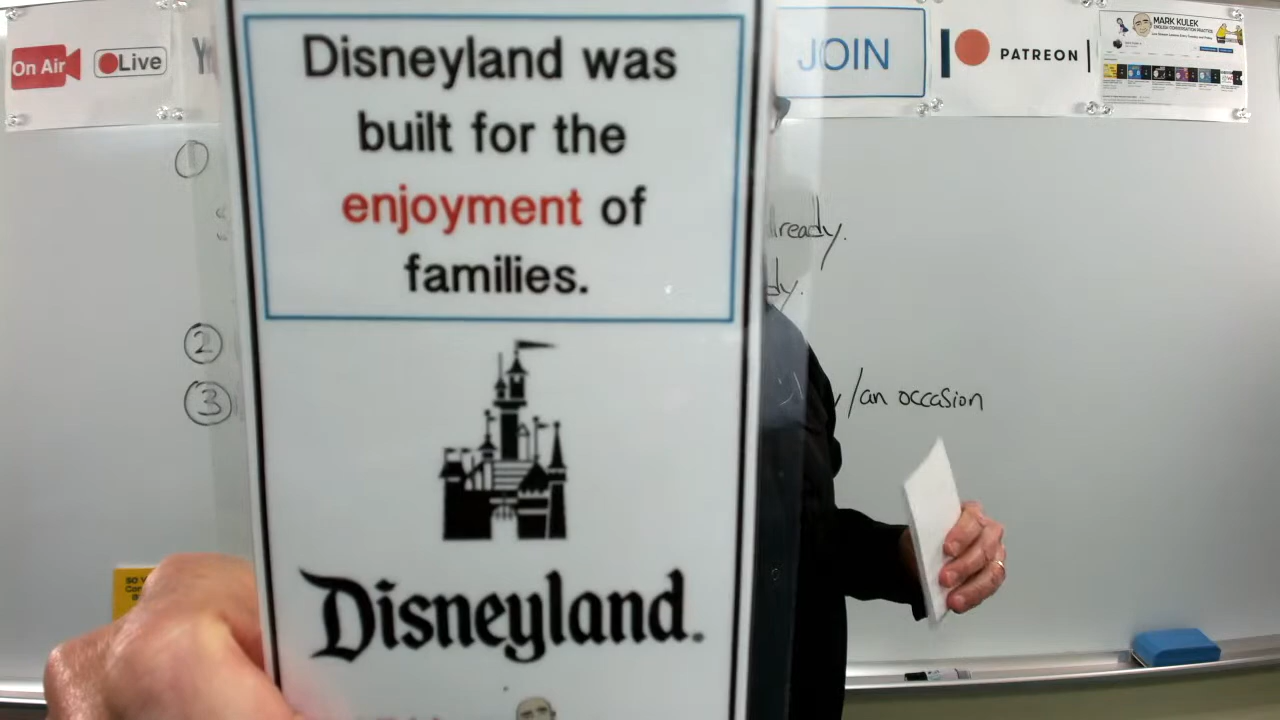 On Air
Live
JOIN
PATREON
MARK KULEK
Disneyland was
built for the
enjoyment of
families.
Disneyland.
1
2
3
/an occasion